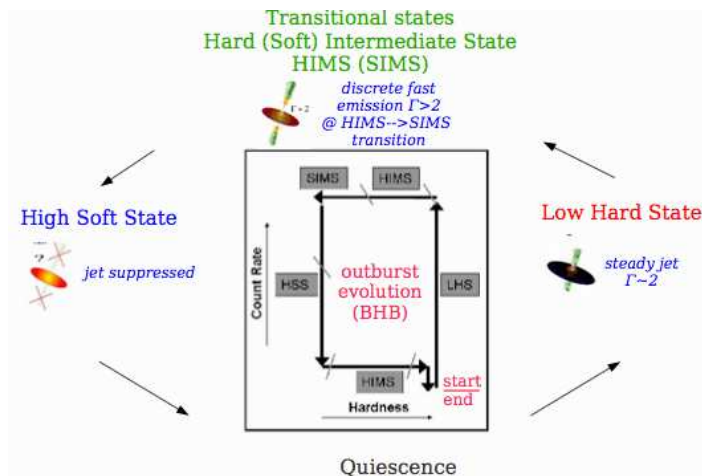 Transitional states
Hard (Soft) Intermediate State
HIMS (SIMS)
discrete fast
emission Γ>2
@ HIMS-->SIMS
transition
Γ>2
High Soft State
?
jet suppressed
Low Hard State
steady jet
Γ~2
SIMS
HIMS
Count Rate
HSS
outburst
evolution
(BHB)
LHS
HIMS
start
end
Hardness
Quiescence